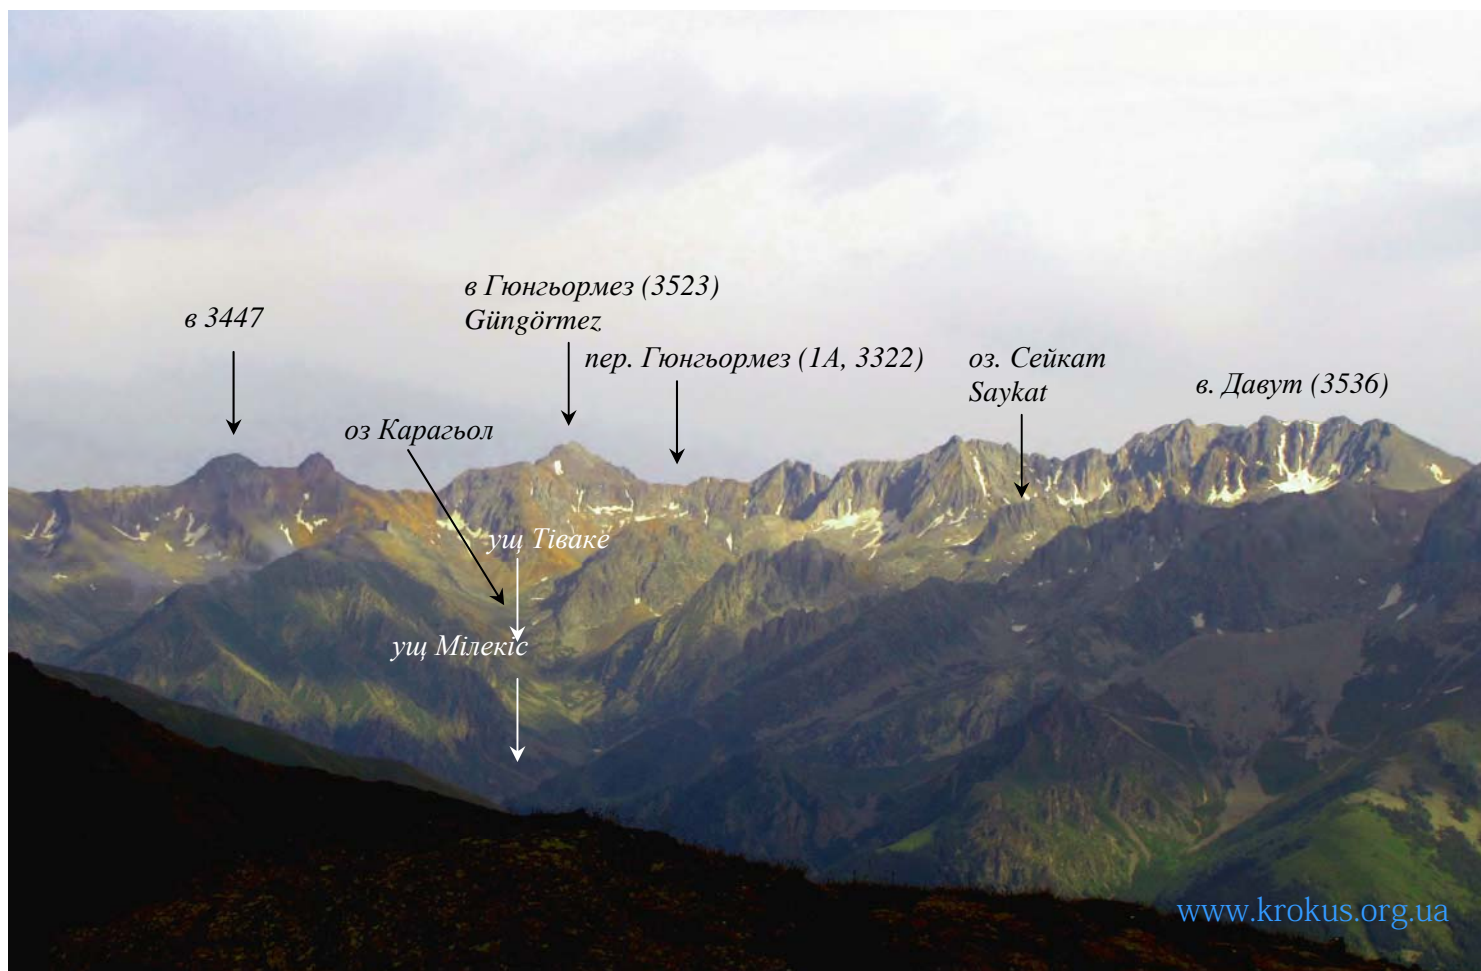 в Гюнгьормез (3523)
Güngörmez
в 3447
пер. Гюнгьормез (1А, 3322)
оз. Сейкат
Saykat
в. Давут (3536)
оз Карагьол
ущ Тівакё
ущ Мілекіс
www.krokus.org.ua